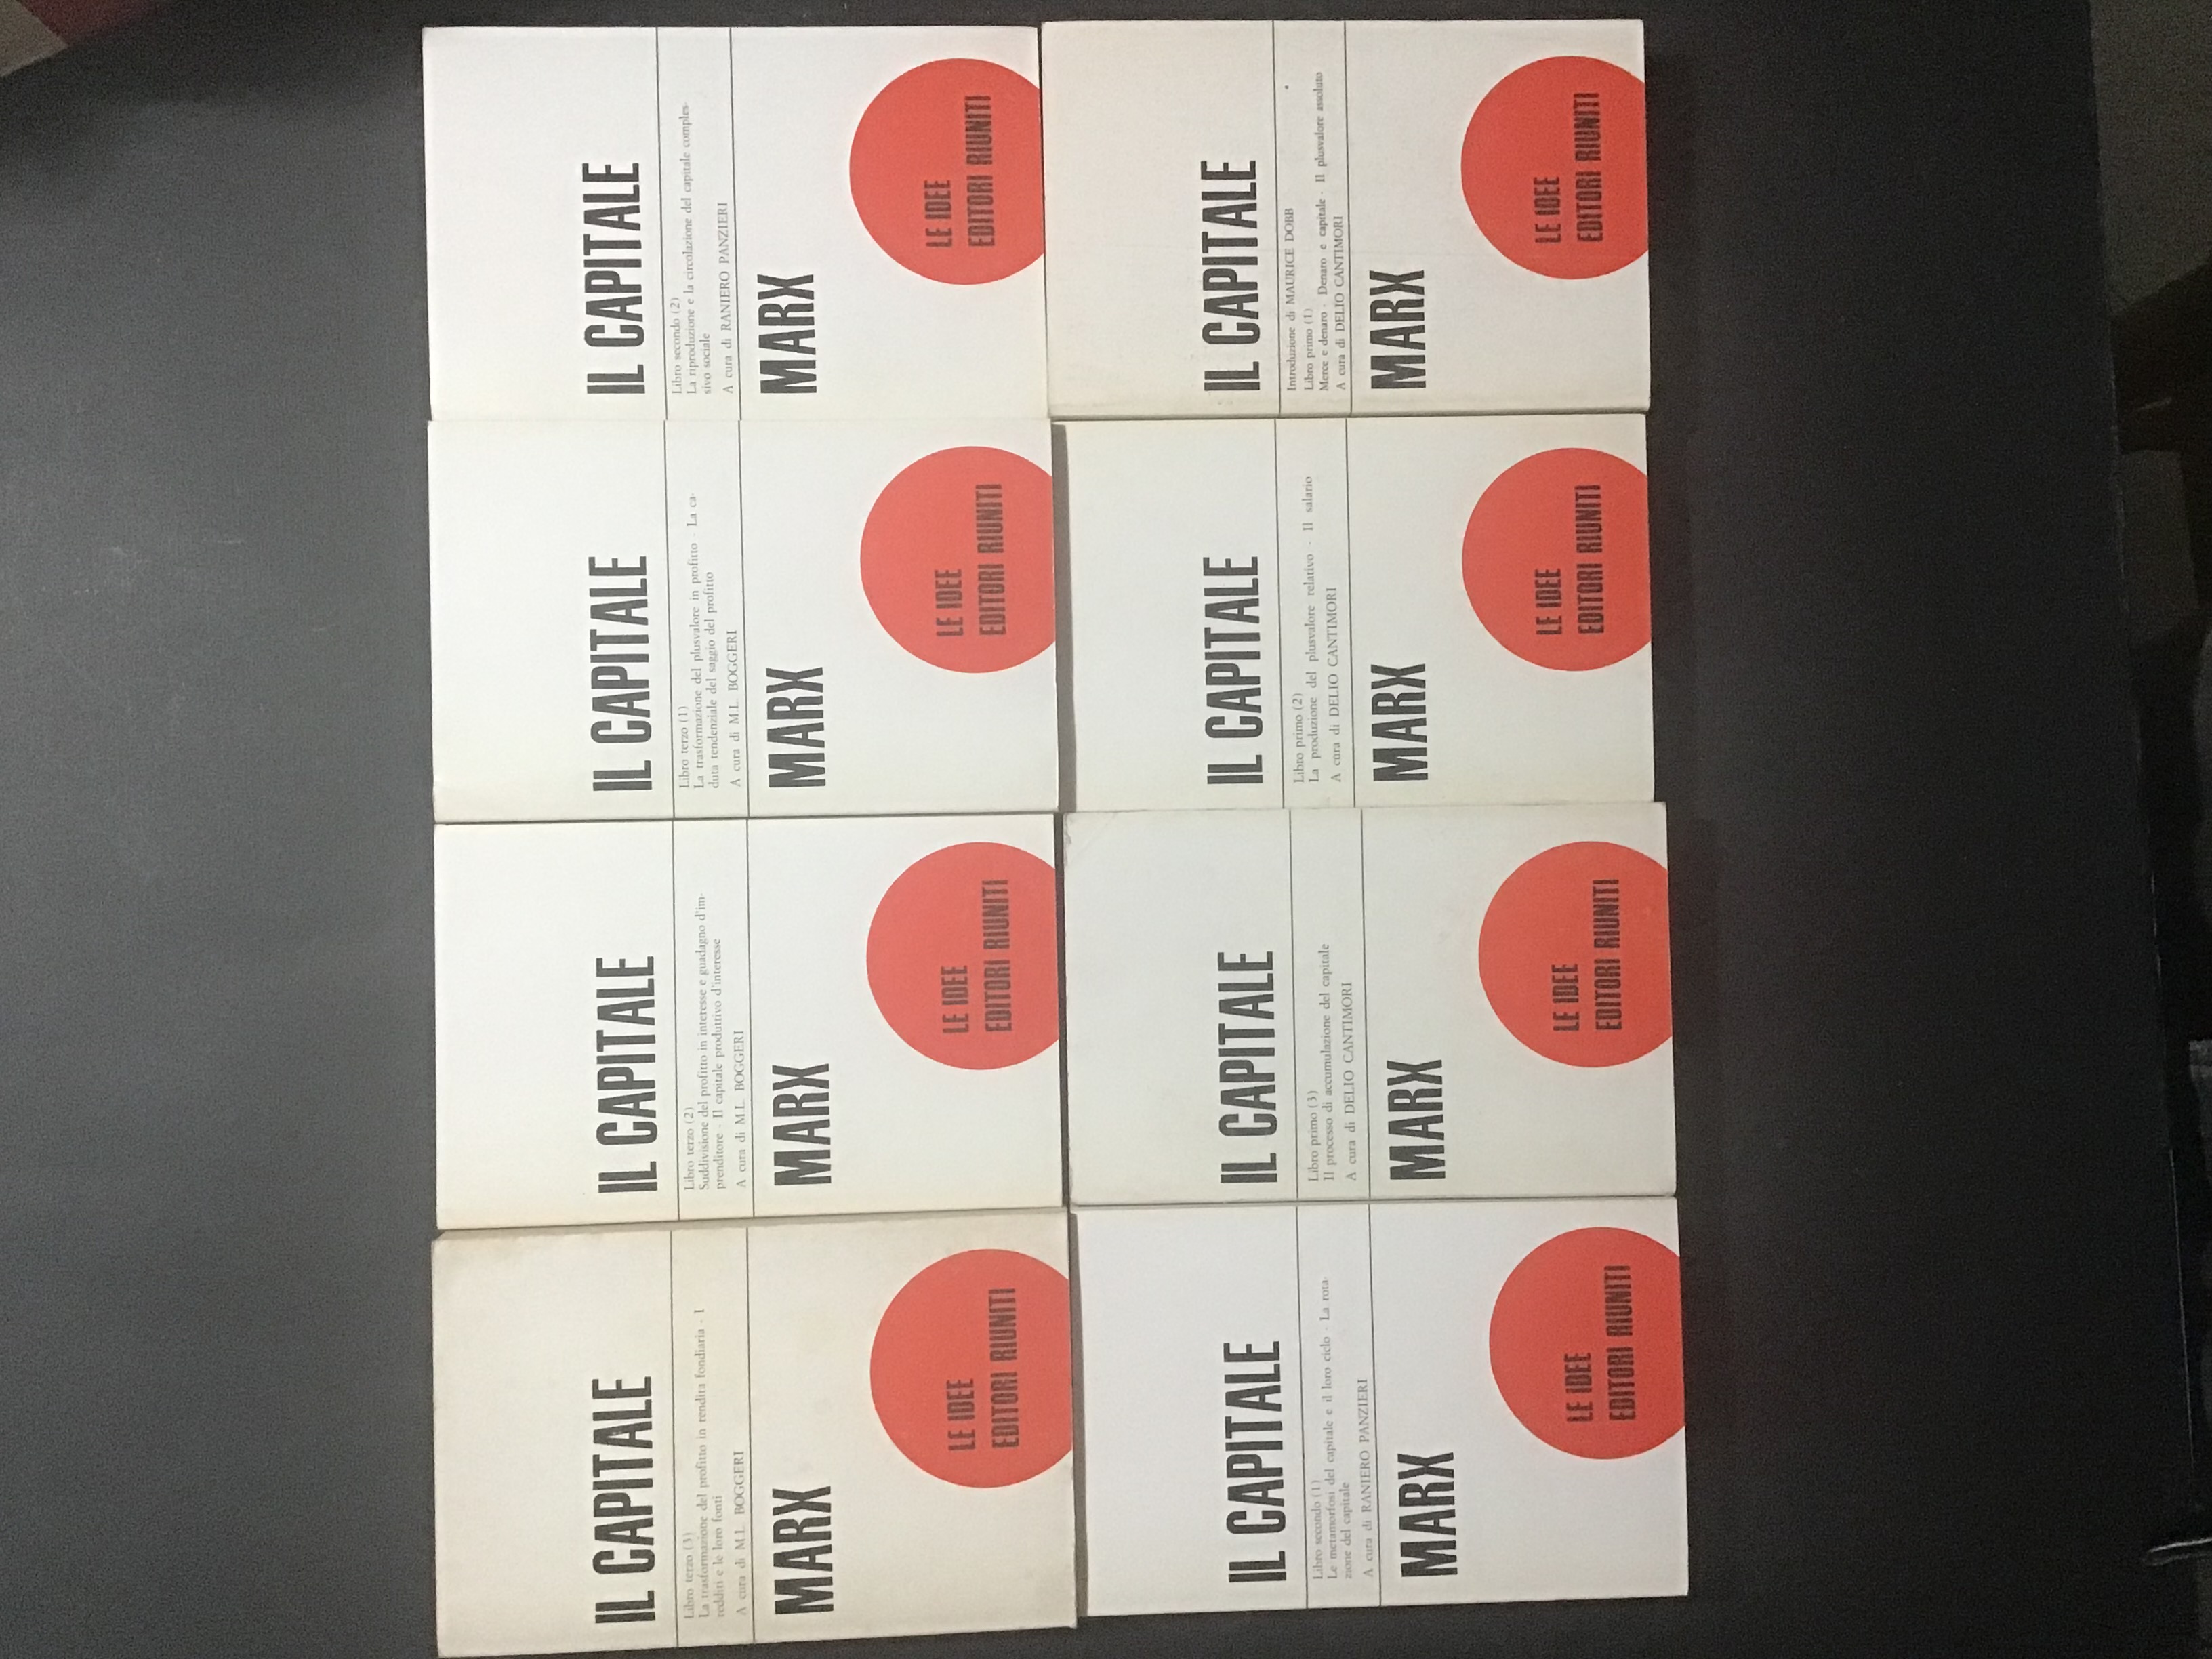 IL CAPITALE
Libro terzo (3)
La trasformazione del profitto in rendita fondiaria - I
redditi e le loro fonti
A cura di M.L. BOGGERI
MARX
LE IDEE
EDITORI RIUNITI
IL CAPITALE
Libro terzo (2)
Suddivisione del profitto in interesse e guadagno d'im-
prenditore - Il capitale produttivo d'interesse
A cura di M.L. BOGGERI
MARX
LE IDEE
EDITORI RIUNITI
IL CAPITALE
Libro terzo (1)
La trasformazione del plusvalore in profitto - La ca-
duta tendenziale del saggio del profitto
A cura di M.L. BOGGERI
MARX
LE IDEE
EDITORI RIUNITI
IL CAPITALE
Libro secondo (2)
La riproduzione e la circolazione del capitale comples-
sivo sociale
A cura di RANIERO PANZIERI
MARX
LE IDEE
EDITORI RIUNITI
IL CAPITALE
Libro secondo (1)
Le metamorfosi del capitale e il loro ciclo - La rota-
zione del capitale
A cura di RANIERO PANZIERI
MARX
LE IDEE
EDITORI RIUNITI
IL CAPITALE
Libro primo (3)
Il processo di accumulazione del capitale
A cura di DELIO CANTIMORI
MARX
LE IDEE
EDITORI RIUNITI
IL CAPITALE
Libro primo (2)
La produzione del plusvalore relativo - Il salario
A cura di DELIO CANTIMORI
MARX
LE IDEE
EDITORI RIUNITI
IL CAPITALE
Introduzione di MAURICE DOBB
Libro primo (1)
Merce e denaro - Denaro e capitale - Il plusvalore assoluto
A cura di DELIO CANTIMORI
MARX
LE IDEE
EDITORI RIUNITI